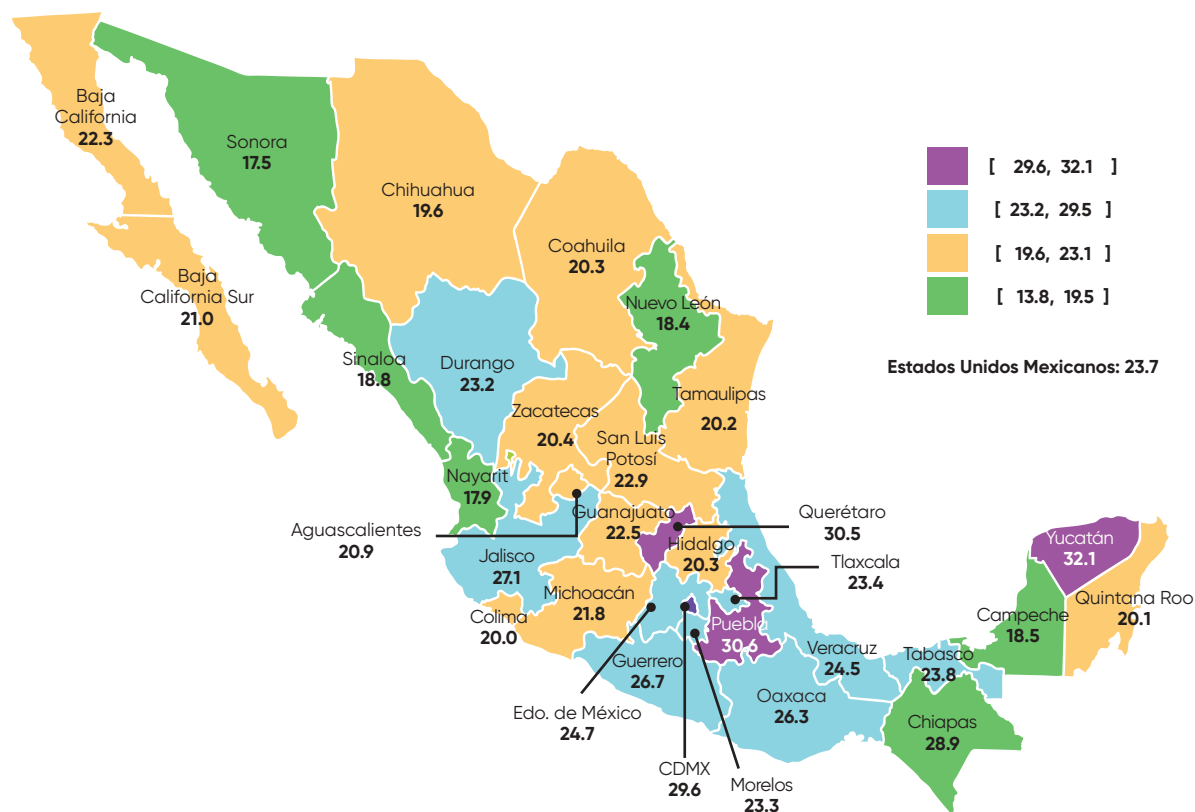 Baja
California
22.3
Sonora
17.5
Chihuahua
19.6
Coahuila
20.3
Baja
California Sur
21.0
Nuevo León
18.4
Sinaloa
18.8
Durango
23.2
Tamaulipas
20.2
Zacatecas
20.4
San Luis
Potosí
22.9
Nayarit
17.9
Aguascalientes
20.9
Guanajuato
22.5
Querétaro
30.5
Hidalgo
20.3
Tlaxcala
23.4
Jalisco
27.1
Michoacán
21.8
Colima
20.0
Puebla
30.6
Guerrero
26.7
Edo. de México
24.7
CDMX
29.6
Morelos
23.3
Oaxaca
26.3
Veracruz
24.5
Tabasco
23.8
Chiapas
28.9
Campeche
18.5
Yucatán
32.1
Quintana Roo
20.1
[ 29.6, 32.1 ]
[ 23.2, 29.5 ]
[ 19.6, 23.1 ]
[ 13.8, 19.5 ]
Estados Unidos Mexicanos: 23.7